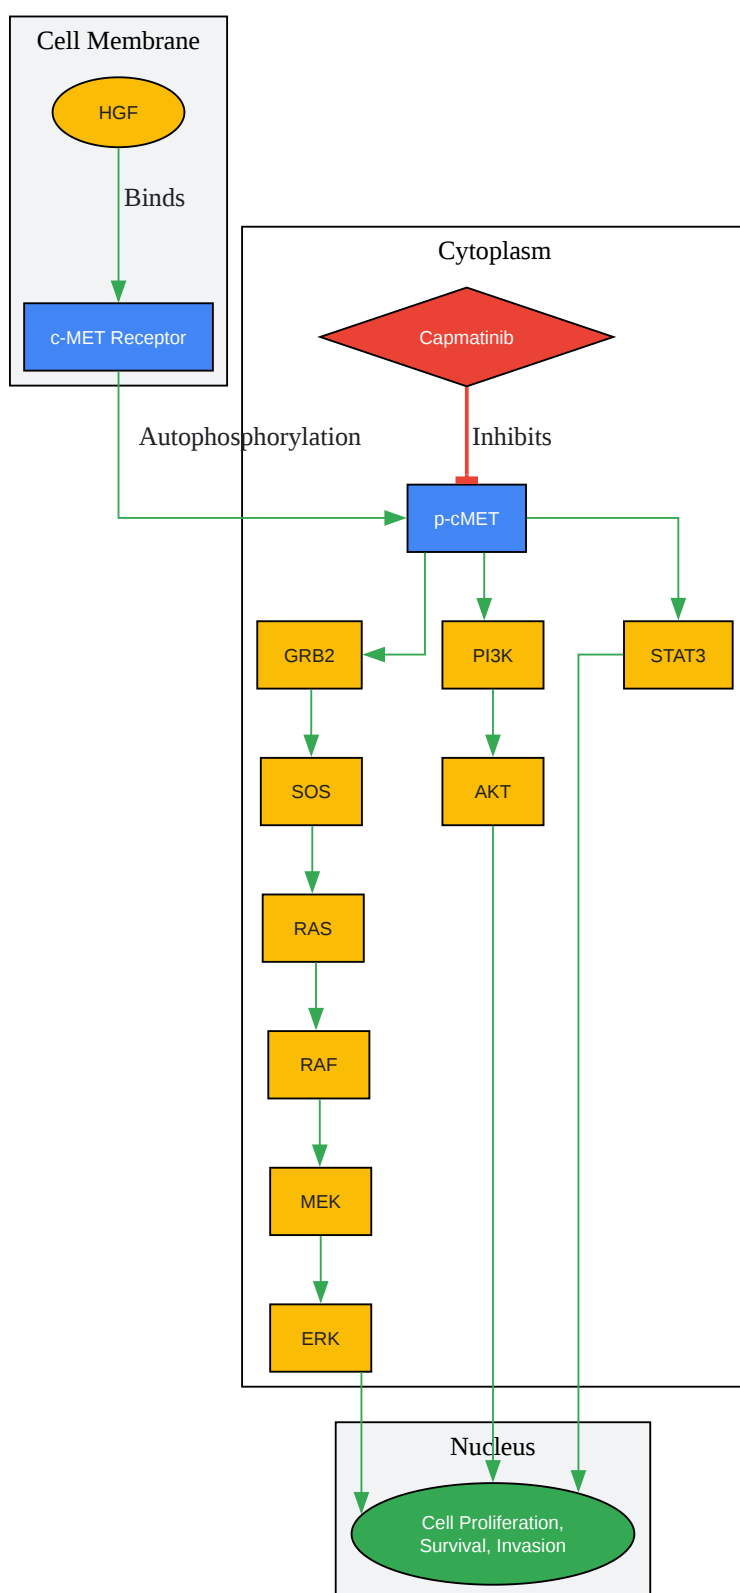 Cell Membrane
HGF
Binds
c-MET Receptor
Cytoplasm
Capmatinib
Autophosphorylation
Inhibits
p-cMET
GRB2
PI3K
STAT3
SOS
AKT
RAS
RAF
MEK
ERK
Nucleus
Cell Proliferation,
Survival, Invasion